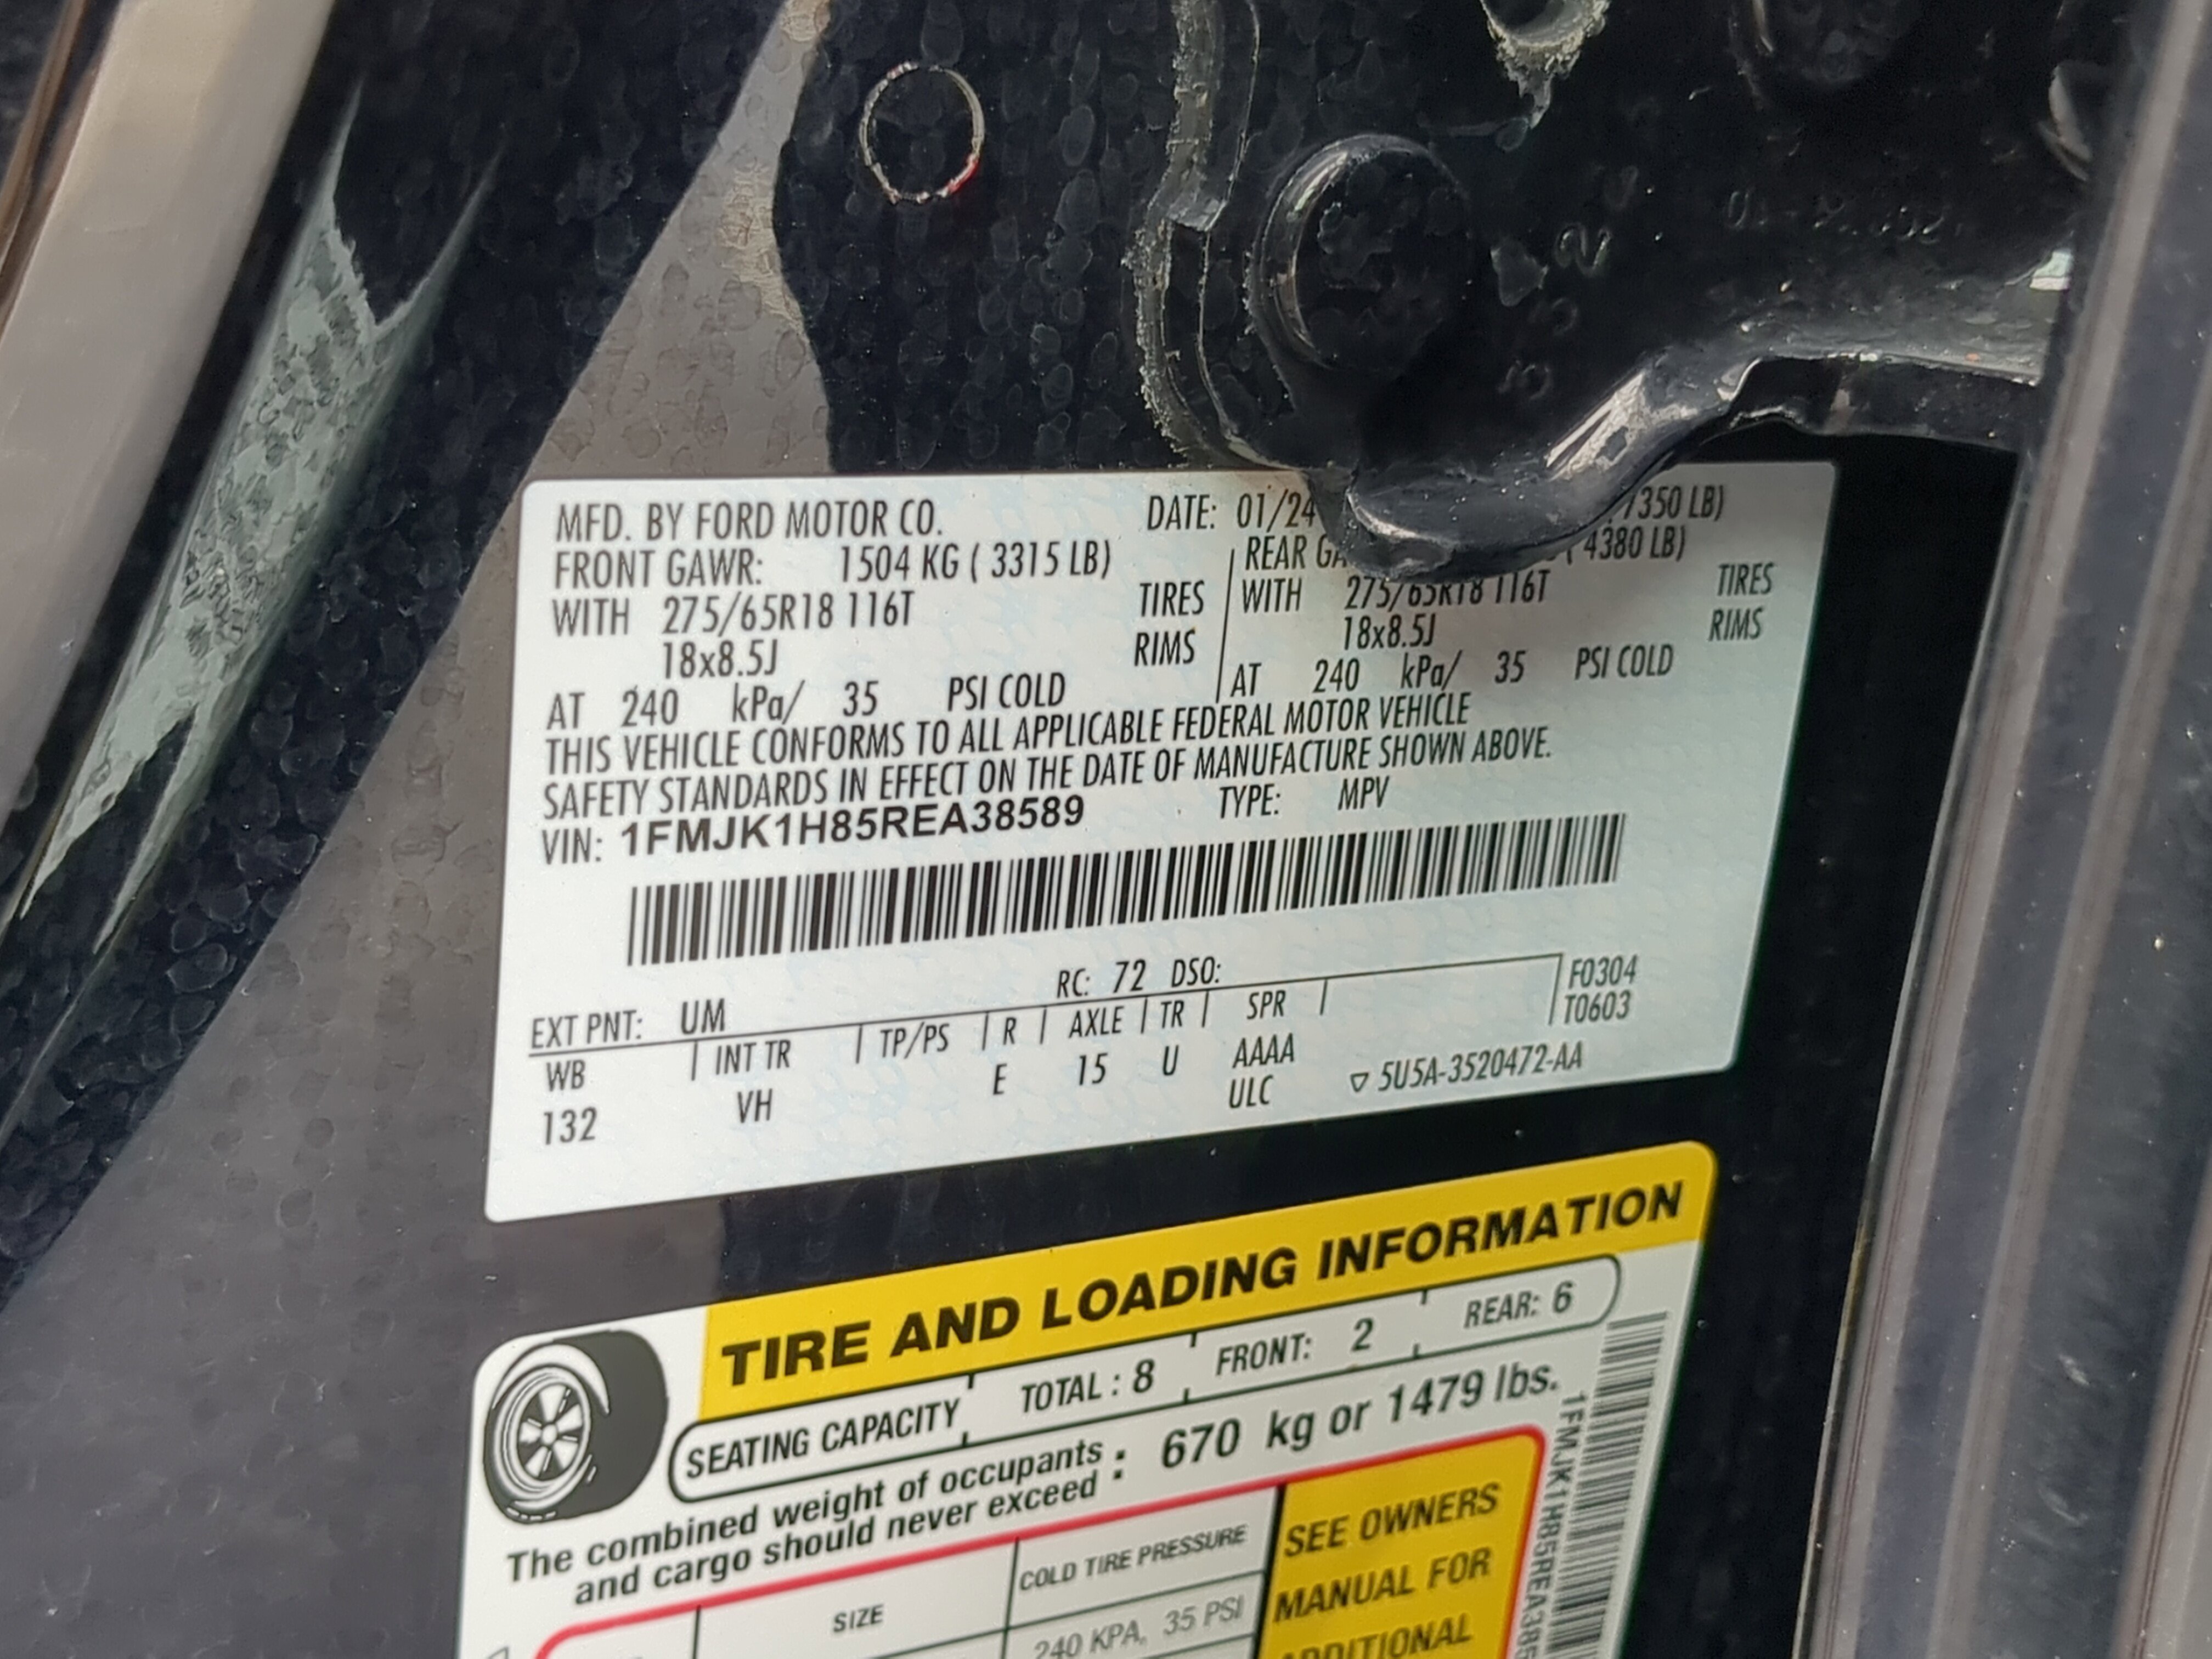 MFD. BY FORD MOTOR CO. DATE: 01/24 7350 LB)
FRONT GAWR: 1504 KG ( 3315 LB) REAR ( 4380 LB)
WITH 275/65R18 116T TIRES WITH 275/65R18 116T TIRES
18x8.5J RIMS 18x8.5J RIMS
AT 240 kPa/ 35 PSI COLD AT 240 kPa/ 35 PSI COLD
THIS VEHICLE CONFORMS TO ALL APPLICABLE FEDERAL MOTOR VEHICLE
SAFETY STANDARDS IN EFFECT ON THE DATE OF MANUFACTURE SHOWN ABOVE.
VIN: 1FMJK1H85REA38589 TYPE: MPV
EXT PNT: UM RC: 72 DSO: F0304
WB INT TR TP/PS R AXLE TR SPR T0603
132 VH E 15 U AAAA
ULC ▽ 5U5A-3520472-AA
TIRE AND LOADING INFORMATION
SEATING CAPACITY TOTAL : 8 FRONT: 2 REAR: 6
The combined weight of occupants
and cargo should never exceed : 670 kg or 1479 lbs.
SIZE COLD TIRE PRESSURE SEE OWNERS
240 KPA, 35 PSI MANUAL FOR
ADDITIONAL
1FMJK1H85REA385